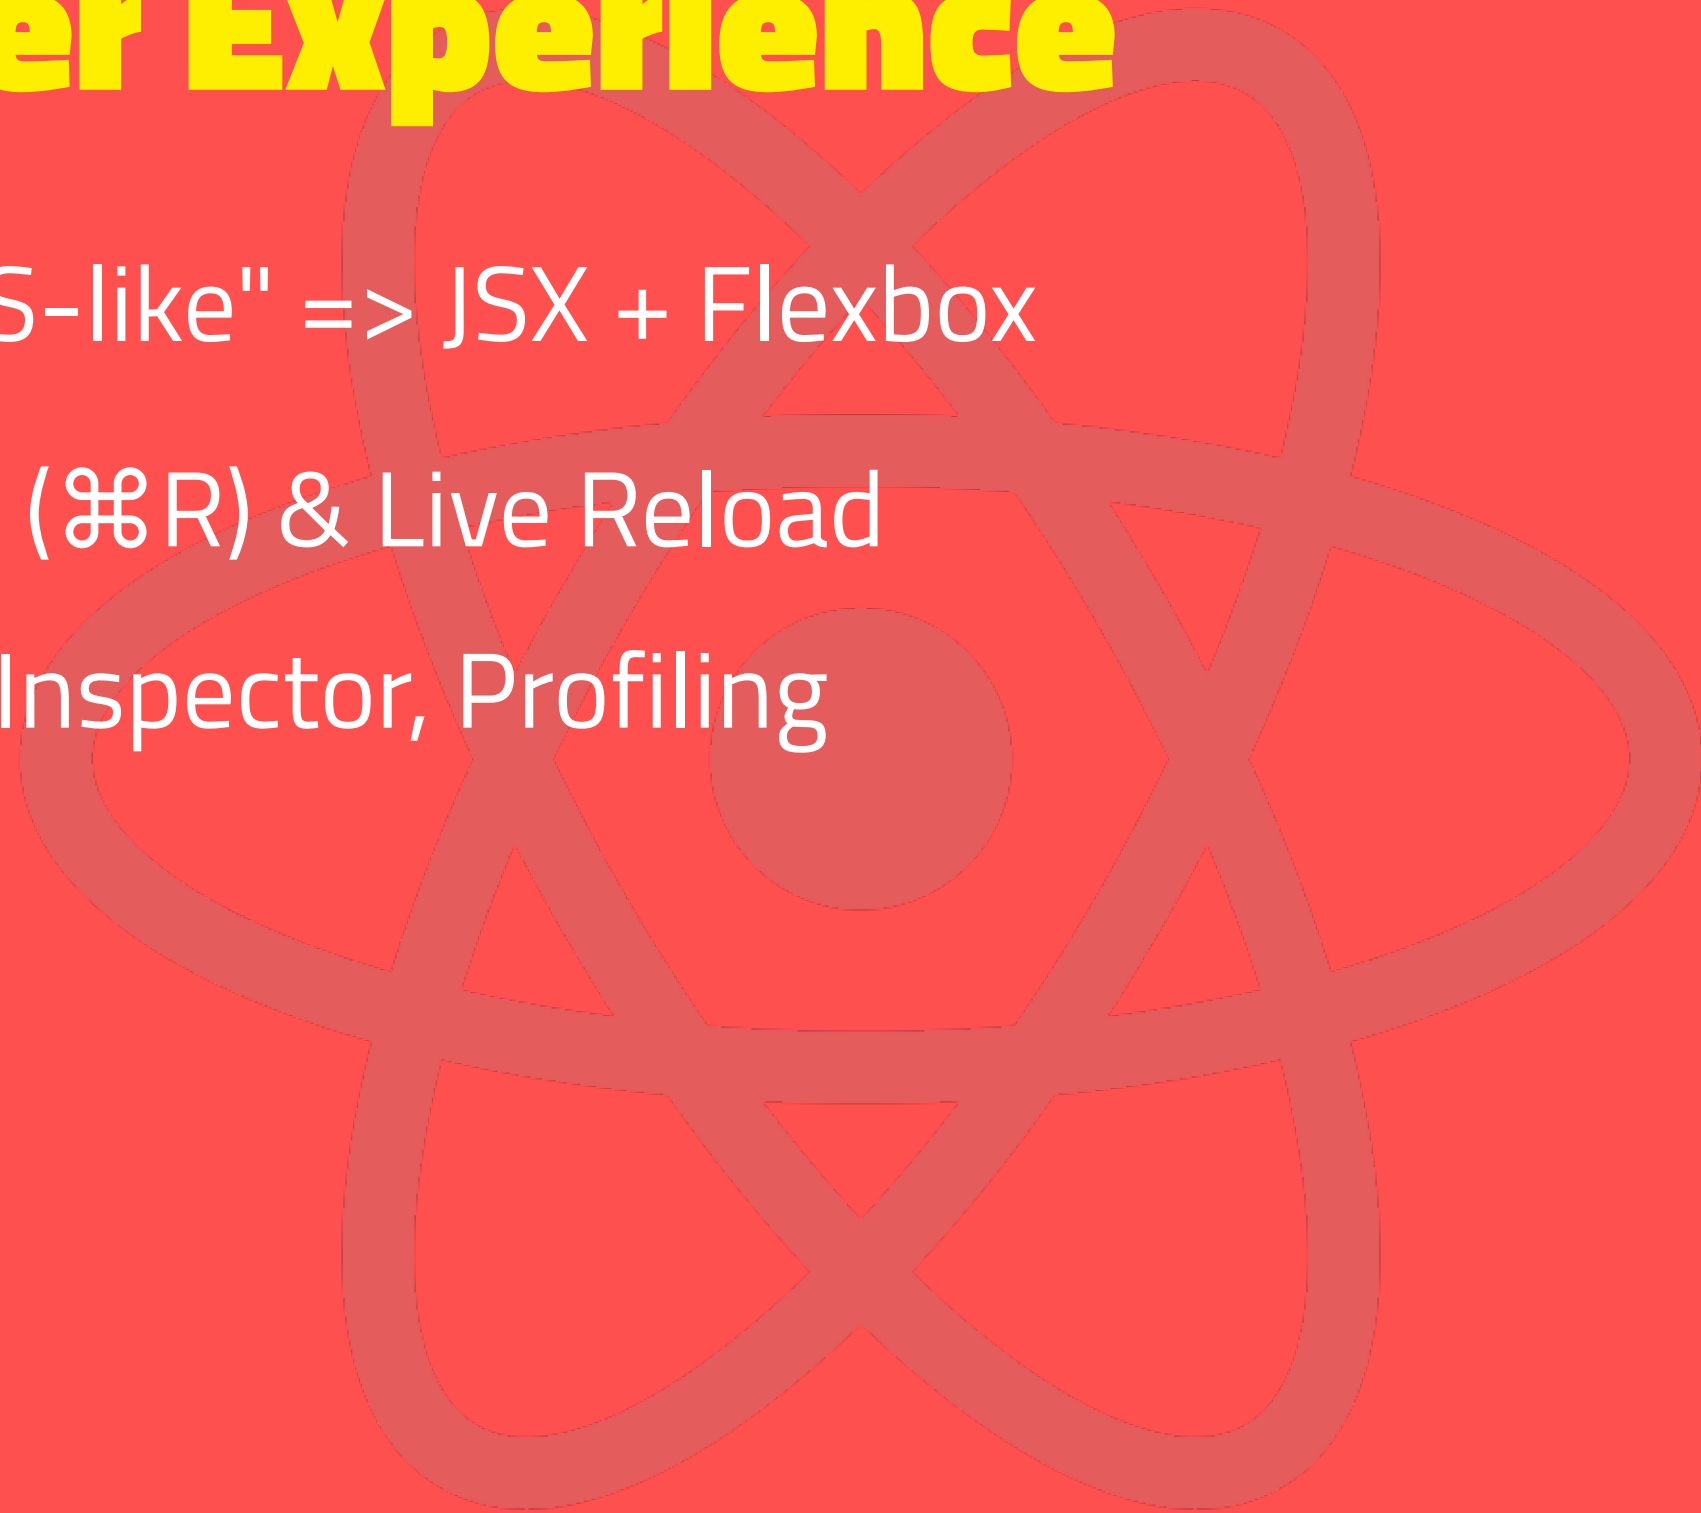 er Experience
S-like" => JSX + Flexbox
(⌘R) & Live Reload
Inspector, Profiling